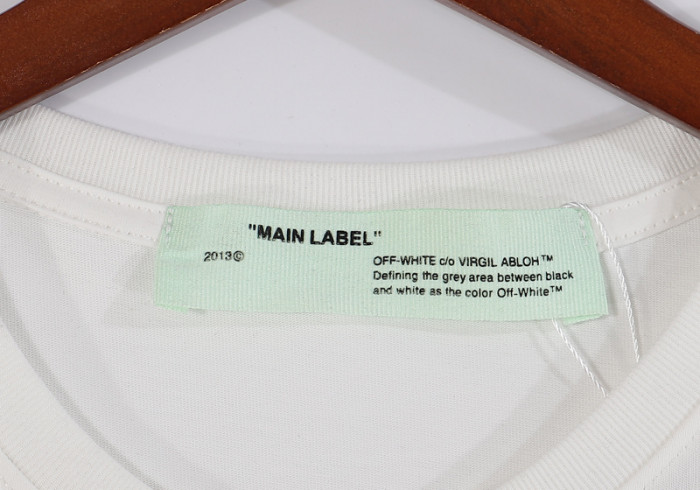 "MAIN LABEL"
2013©
OFF-WHITE c/o VIRGIL ABLOH™
Defining the grey area between black
and white as the color Off-White™